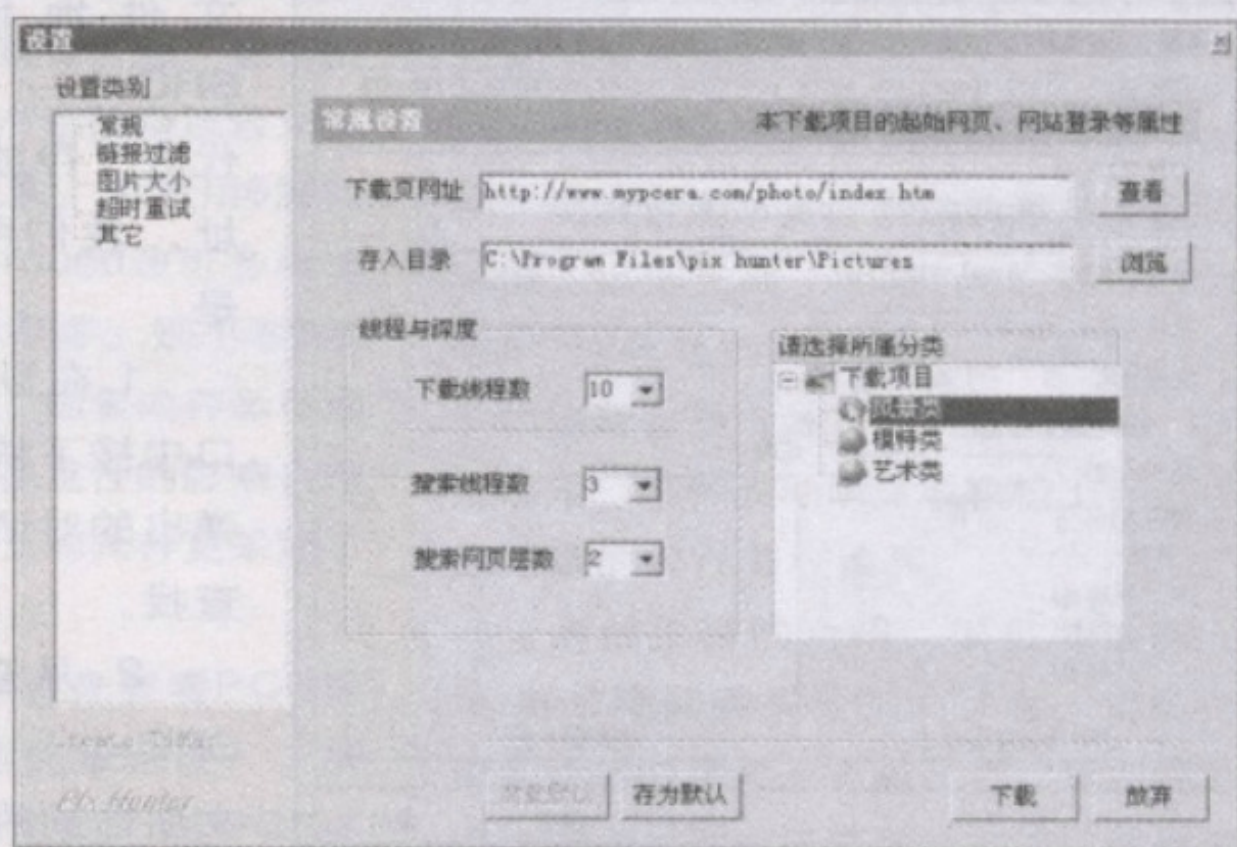 设置
设置类别
常规
链接过滤
图片大小
超时重试
其它
常规设置
本下载项目的起始网页、网站登录等属性
下载页网址 http://www.mypcera.com/photo/index.htm 查看
存入目录 C:\Program Files\pix hunter\Pictures 浏览
线程与深度
下载线程数 10
搜索线程数 3
搜索网页层数 2
请选择所属分类
下载项目
风景类
模特类
艺术类
Pix Hunter
存为默认
下载
放弃